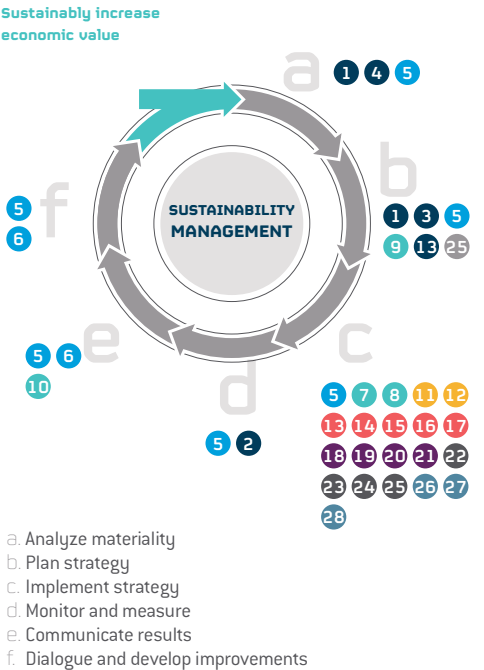 Sustainably increase
economic value
a
1 4 5
b
1 3 5
9 13 25
c
5 7 8 11 12
13 14 15 16 17
18 19 20 21 22
23 24 25 26 27
28
d
5 2
e
5 6
10
f
5
6
SUSTAINABILITY
MANAGEMENT
a. Analyze materiality
b. Plan strategy
c. Implement strategy
d. Monitor and measure
e. Communicate results
f. Dialogue and develop improvements